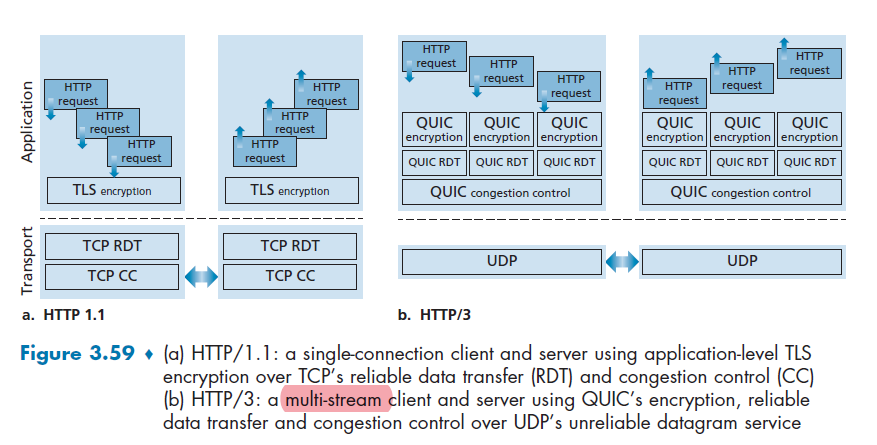 Application
HTTP
request
HTTP
request
HTTP
request
TLS encryption
HTTP
request
HTTP
request
HTTP
request
TLS encryption
HTTP
request
HTTP
request
HTTP
request
QUIC
encryption
QUIC
encryption
QUIC
encryption
QUIC RDT
QUIC RDT
QUIC RDT
QUIC congestion control
HTTP
request
HTTP
request
HTTP
request
QUIC
encryption
QUIC
encryption
QUIC
encryption
QUIC RDT
QUIC RDT
QUIC RDT
QUIC congestion control
Transport
TCP RDT
TCP CC
TCP RDT
TCP CC
UDP
UDP
a. HTTP 1.1
b. HTTP/3
Figure 3.59 ♦ (a) HTTP/1.1: a single-connection client and server using application-level TLS
encryption over TCP’s reliable data transfer (RDT) and congestion control (CC)
(b) HTTP/3: a multi-stream client and server using QUIC’s encryption, reliable
data transfer and congestion control over UDP’s unreliable datagram service